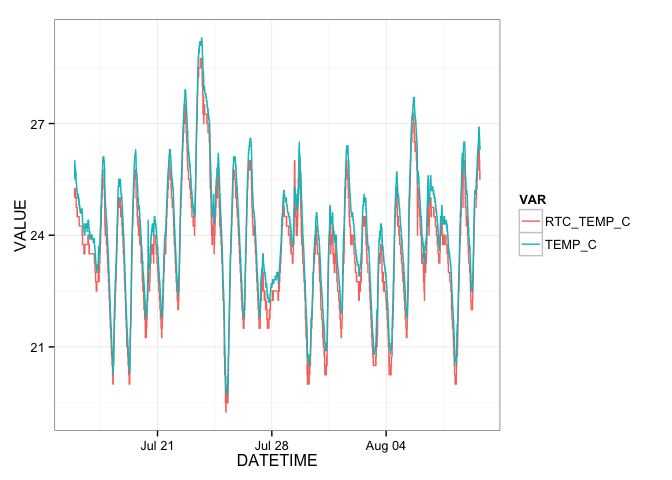 27
24
21
VALUE
Jul 21
Jul 28
Aug 04
DATETIME
VAR
RTC_TEMP_C
TEMP_C